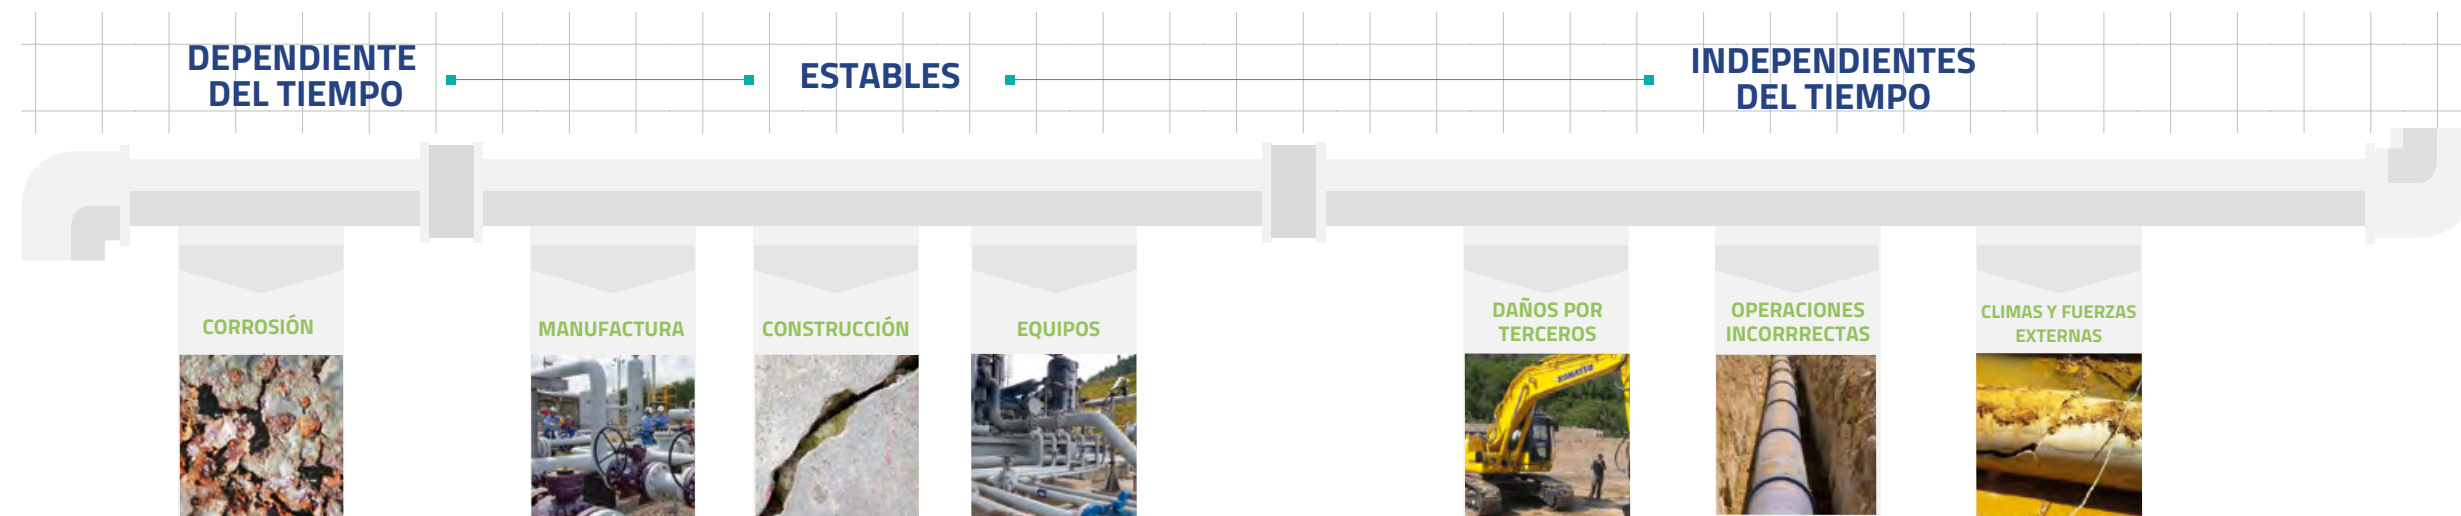 DEPENDIENTE
DEL TIEMPO
ESTABLES
INDEPENDIENTES
DEL TIEMPO
CORROSIÓN
MANUFACTURA
CONSTRUCCIÓN
EQUIPOS
DAÑOS POR
TERCEROS
OPERACIONES
INCORRRECTAS
CLIMAS Y FUERZAS
EXTERNAS
KOMATSU